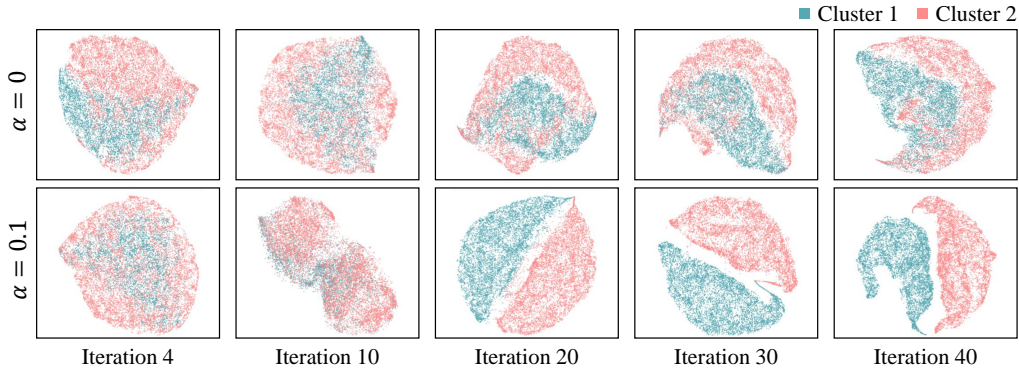 Cluster 1 Cluster 2
α = 0
α = 0.1
Iteration 4 Iteration 10 Iteration 20 Iteration 30 Iteration 40